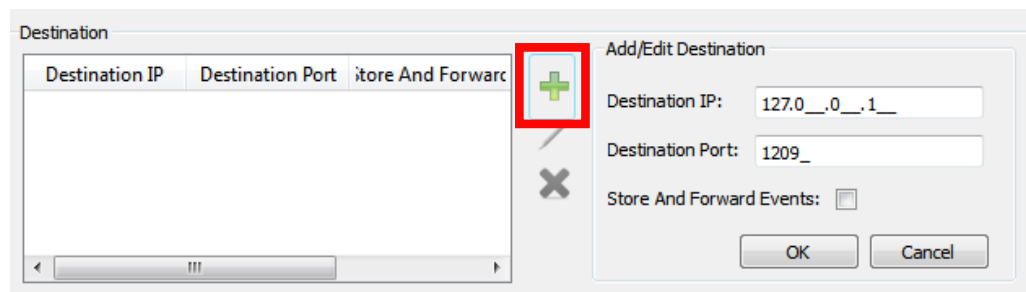 Destination
Destination IP Destination Port Store And Forward
Add/Edit Destination
Destination IP: 127.0__.0__.1__
Destination Port: 1209_
Store And Forward Events:
OK Cancel